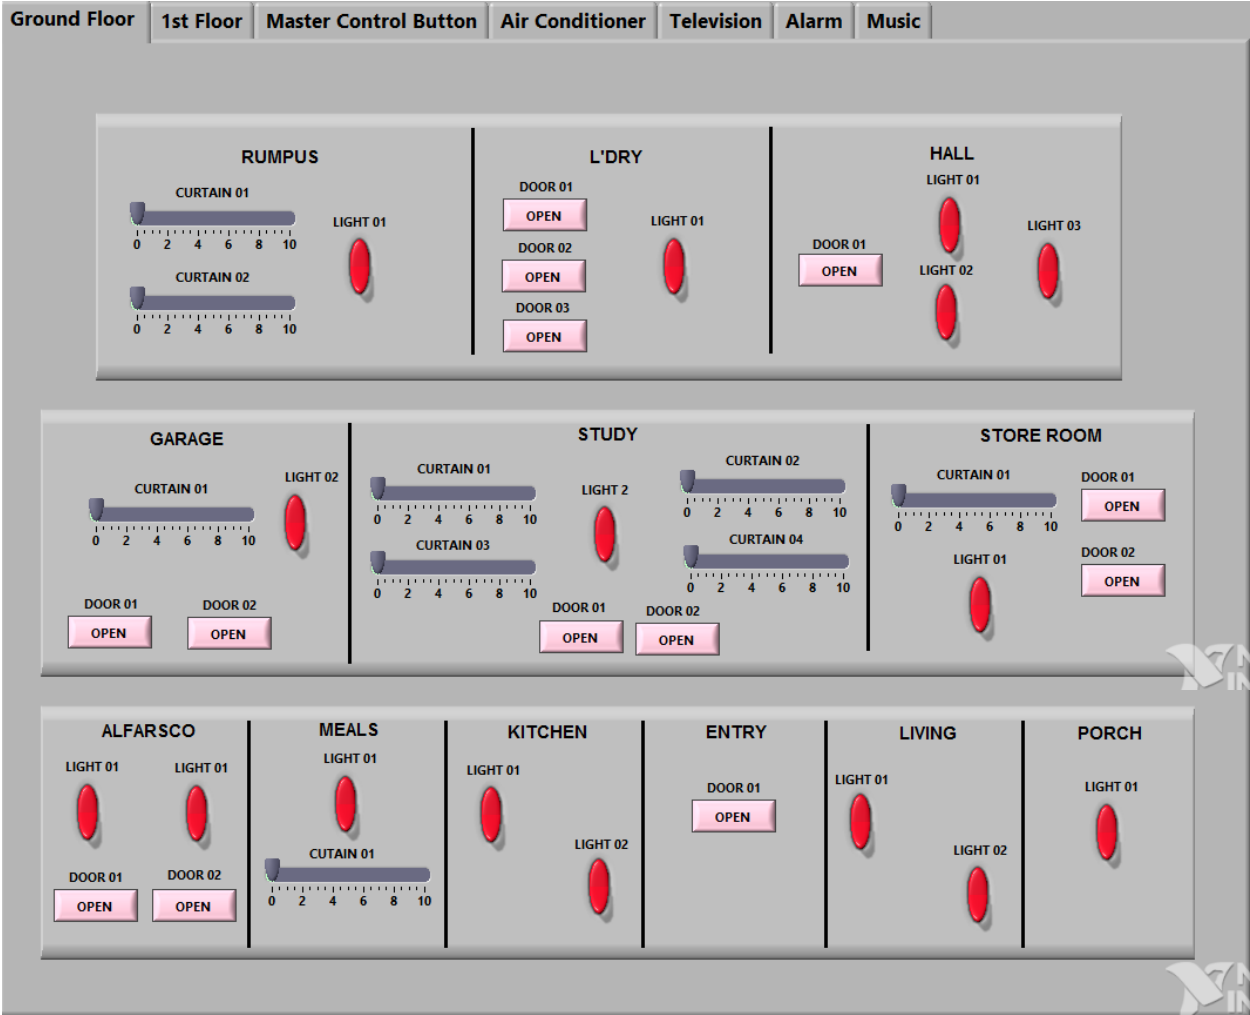 Ground Floor 1st Floor Master Control Button Air Conditioner Television Alarm Music
RUMPUS
CURTAIN 01
0 2 4 6 8 10
CURTAIN 02
0 2 4 6 8 10
LIGHT 01
L'DRY
DOOR 01
OPEN
DOOR 02
OPEN
DOOR 03
OPEN
LIGHT 01
HALL
LIGHT 01
DOOR 01
OPEN
LIGHT 02
LIGHT 03
GARAGE
LIGHT 02
CURTAIN 01
0 2 4 6 8 10
DOOR 01
OPEN
DOOR 02
OPEN
STUDY
CURTAIN 01
0 2 4 6 8 10
LIGHT 2
CURTAIN 02
0 2 4 6 8 10
CURTAIN 03
0 2 4 6 8 10
CURTAIN 04
0 2 4 6 8 10
DOOR 01
OPEN
DOOR 02
OPEN
STORE ROOM
CURTAIN 01
0 2 4 6 8 10
DOOR 01
OPEN
LIGHT 01
DOOR 02
OPEN
ALFARSCO
LIGHT 01
LIGHT 01
DOOR 01
OPEN
DOOR 02
OPEN
MEALS
LIGHT 01
CUTAIN 01
0 2 4 6 8 10
KITCHEN
LIGHT 01
LIGHT 02
ENTRY
DOOR 01
OPEN
LIVING
LIGHT 01
LIGHT 02
PORCH
LIGHT 01